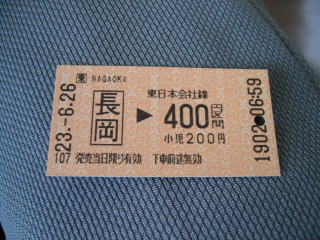 東 NAGAOKA
長岡 ▶ 東日本会社線 400円区間
小児200円
23.-6.26
107 発売当日限り有効 下車前途無効
1902●06:59